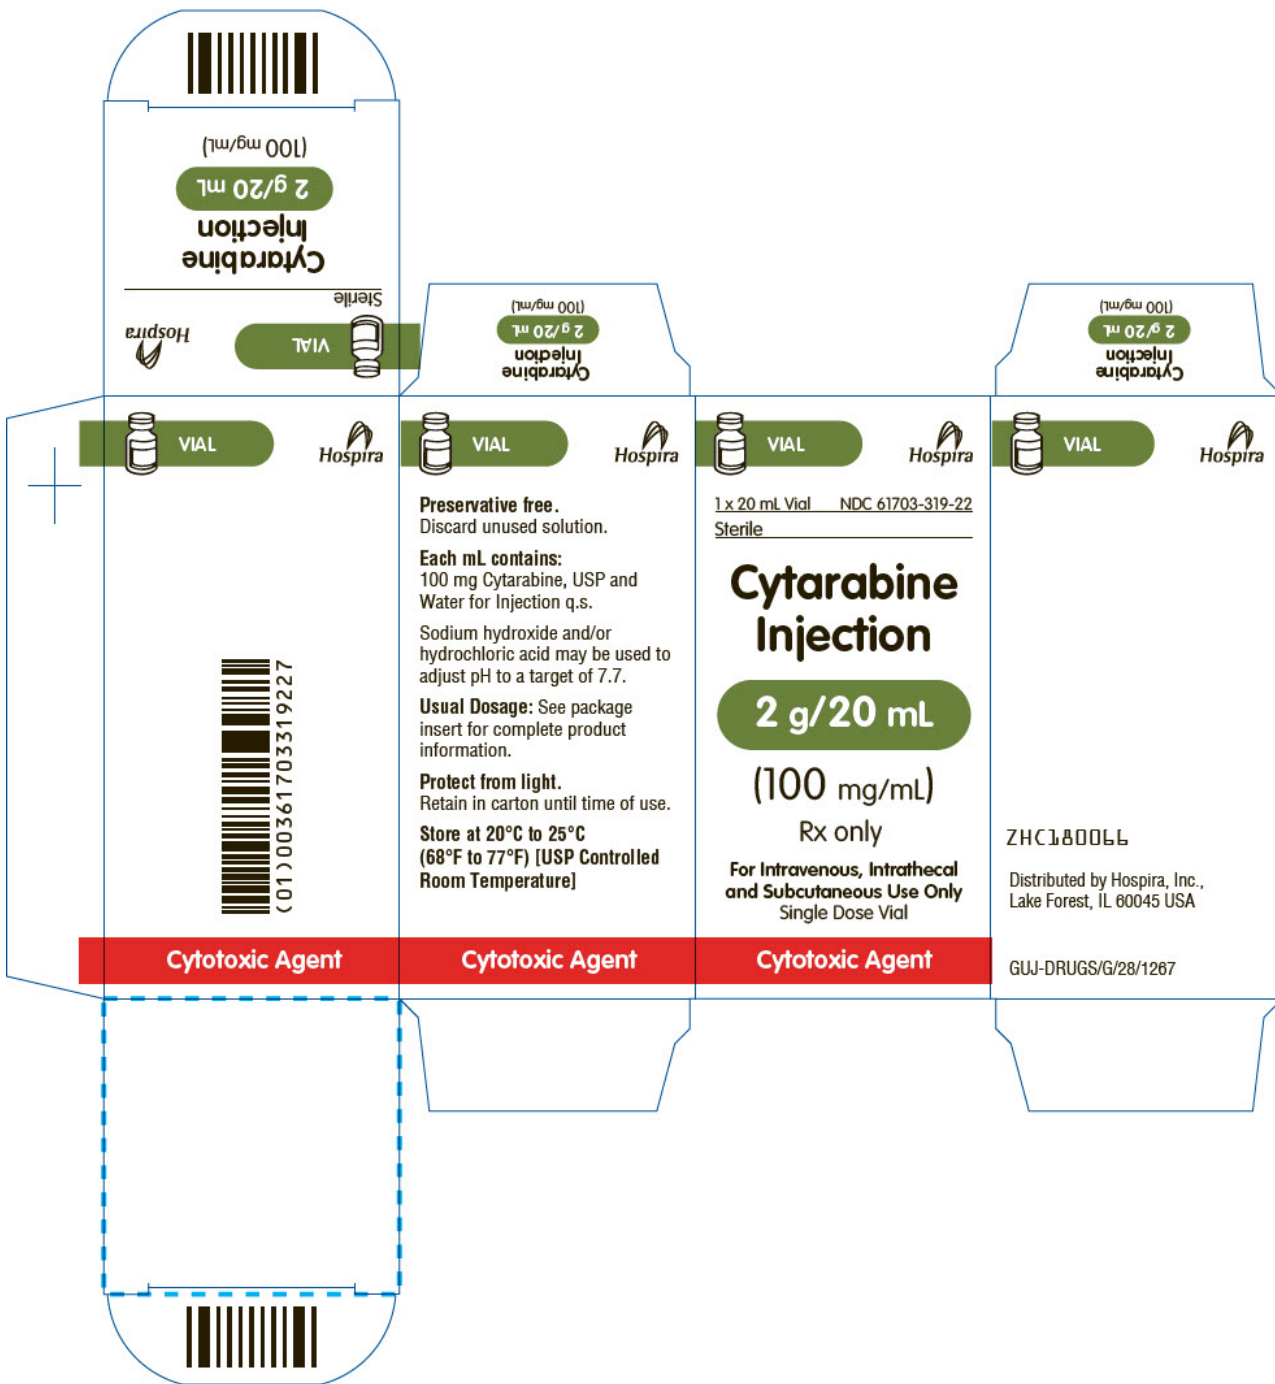 (100 mg/mL)
2 g/20 mL
Cytarabine
Injection
Sterile
VIAL
Hospira
(100 mg/mL)
2 g/20 mL
Cytarabine
Injection
(100 mg/mL)
2 g/20 mL
Cytarabine
Injection
VIAL
Hospira
(01)00361703319227
Cytotoxic Agent
VIAL
Hospira
Preservative free.
Discard unused solution.
Each mL contains:
100 mg Cytarabine, USP and
Water for Injection q.s.
Sodium hydroxide and/or
hydrochloric acid may be used to
adjust pH to a target of 7.7.
Usual Dosage: See package
insert for complete product
information.
Protect from light.
Retain in carton until time of use.
Store at 20°C to 25°C
(68°F to 77°F) [USP Controlled
Room Temperature]
Cytotoxic Agent
VIAL
Hospira
1 x 20 mL Vial NDC 61703-319-22
Sterile
Cytarabine
Injection
2 g/20 mL
(100 mg/mL)
Rx only
For Intravenous, Intrathecal
and Subcutaneous Use Only
Single Dose Vial
Cytotoxic Agent
VIAL
Hospira
ZHC180066
Distributed by Hospira, Inc.,
Lake Forest, IL 60045 USA
GUJ-DRUGS/G/28/1267